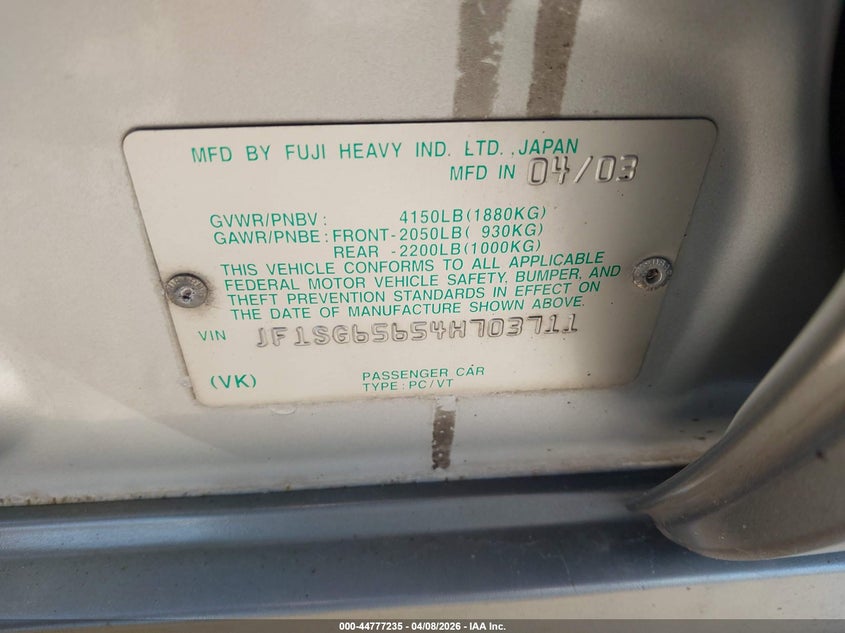 MFD BY FUJI HEAVY IND. LTD., JAPAN
MFD IN 04/03
GVWR/PNBV: 4150LB(1880KG)
GAWR/PNBE: FRONT-2050LB( 930KG)
REAR -2200LB(1000KG)
THIS VEHICLE CONFORMS TO ALL APPLICABLE
FEDERAL MOTOR VEHICLE SAFETY, BUMPER, AND
THEFT PREVENTION STANDARDS IN EFFECT ON
THE DATE OF MANUFACTURE SHOWN ABOVE.
VIN JF1SG65654H703711
(VK) PASSENGER CAR
TYPE: PC/VT
000-44777235 - 04/08/2026 - IAA Inc.